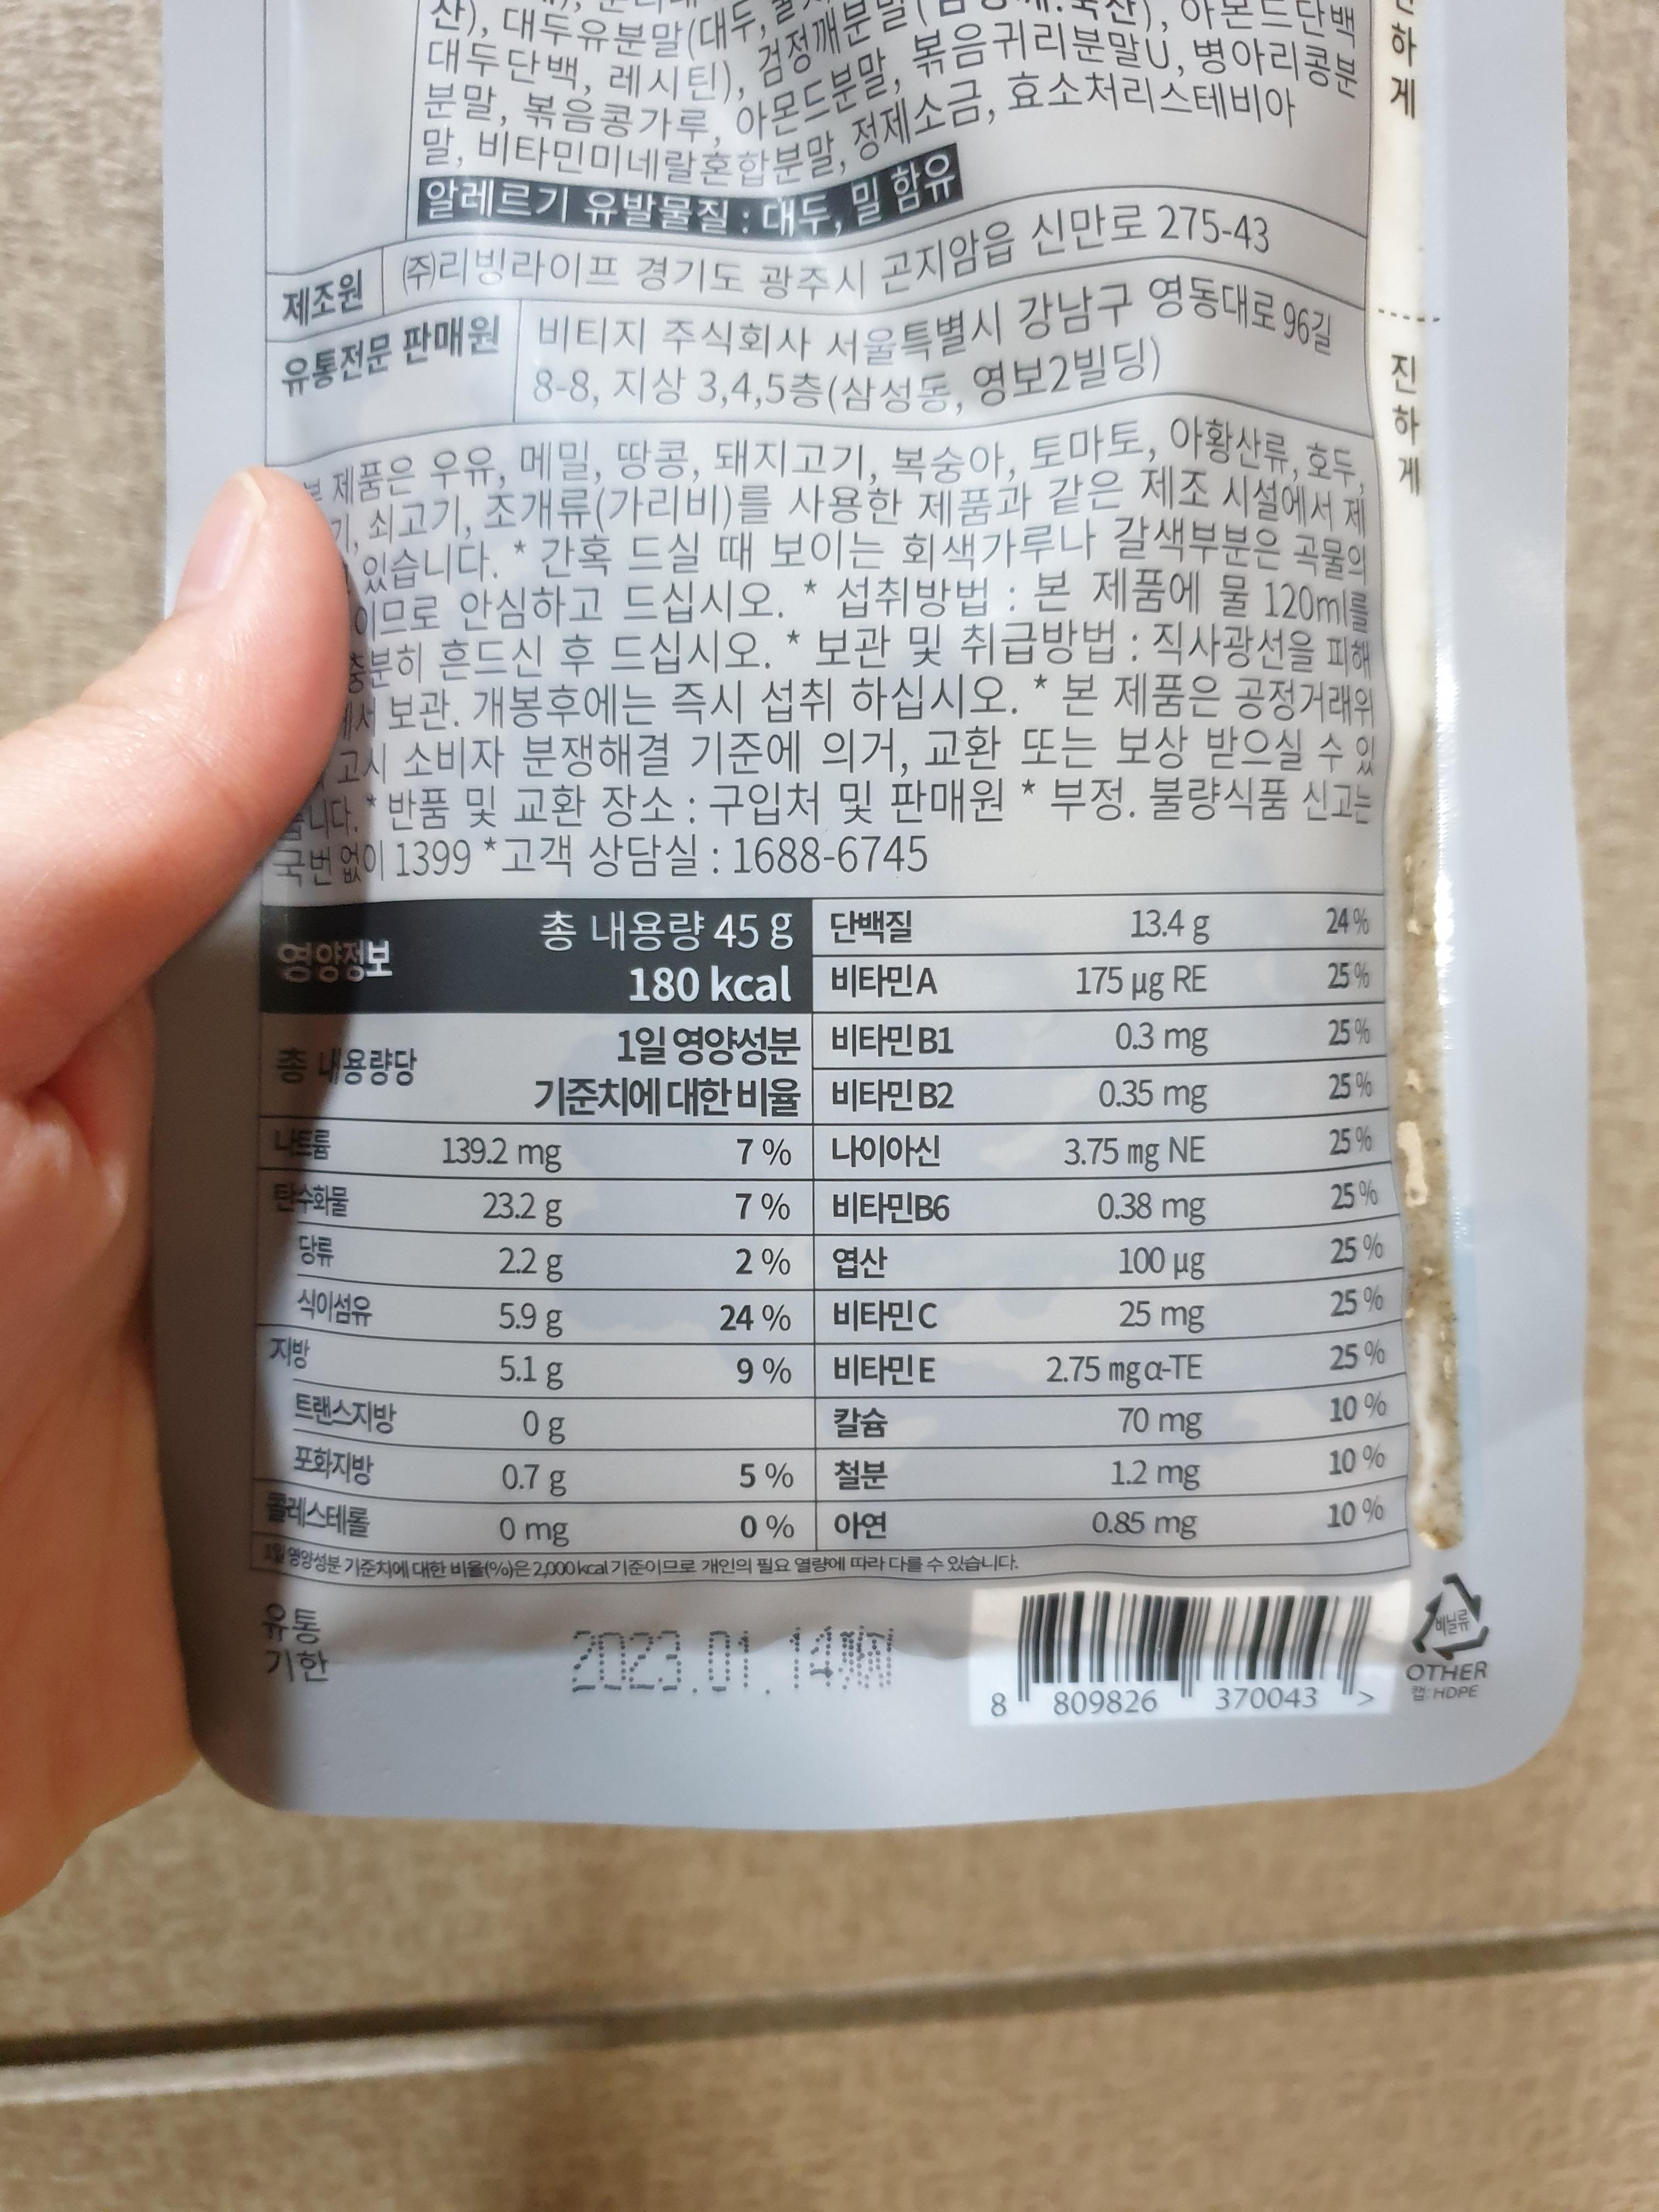 산), 대두유분말(대두,
아몬드단백
대두단백, 레시틴), 검정깨분말
볶음귀리분말U, 병아리콩분
분말, 볶음콩가루, 아몬드분말,
말, 비타민미네랄혼합분말, 정제소금, 효소처리스테비아
알레르기 유발물질 : 대두, 밀 함유
제조원 ㈜리빙라이프 경기도 광주시 곤지암읍 신만로 275-43
유통전문 판매원 비티지 주식회사 서울특별시 강남구 영동대로 96길
8-8, 지상 3,4,5층(삼성동, 영보2빌딩)
본 제품은 우유, 메밀, 땅콩, 돼지고기, 복숭아, 토마토, 아황산류, 호두,
기, 쇠고기, 조개류(가리비)를 사용한 제품과 같은 제조 시설에서 제
있습니다. * 간혹 드실 때 보이는 회색가루나 갈색부분은 곡물의
이므로 안심하고 드십시오. * 섭취방법 : 본 제품에 물 120ml를
충분히 흔드신 후 드십시오. * 보관 및 취급방법 : 직사광선을 피해
에서 보관. 개봉후에는 즉시 섭취 하십시오. * 본 제품은 공정거래위
고시 소비자 분쟁해결 기준에 의거, 교환 또는 보상 받으실 수 있
습니다. * 반품 및 교환 장소 : 구입처 및 판매원 * 부정. 불량식품 신고는
국번없이 1399 *고객 상담실 : 1688-6745
영양정보 총 내용량 45 g
180 kcal
총 내용량당 1일 영양성분
기준치에 대한 비율
나트륨 139.2 mg 7 %
탄수화물 23.2 g 7 %
당류 2.2 g 2 %
식이섬유 5.9 g 24 %
지방 5.1 g 9 %
트랜스지방 0 g
포화지방 0.7 g 5 %
콜레스테롤 0 mg 0 %
단백질 13.4 g 24 %
비타민A 175 μg RE 25 %
비타민B1 0.3 mg 25 %
비타민B2 0.35 mg 25 %
나이아신 3.75 mg NE 25 %
비타민B6 0.38 mg 25 %
엽산 100 μg 25 %
비타민C 25 mg 25 %
비타민E 2.75 mg α-TE 25 %
칼슘 70 mg 10 %
철분 1.2 mg 10 %
아연 0.85 mg 10 %
1일 영양성분 기준치에 대한 비율(%)은 2,000 kcal 기준이므로 개인의 필요 열량에 따라 다를 수 있습니다.
유통
기한
2023.01.14
8 809826 370043 >
비닐류
OTHER
캡: HDPE
하게
진하게